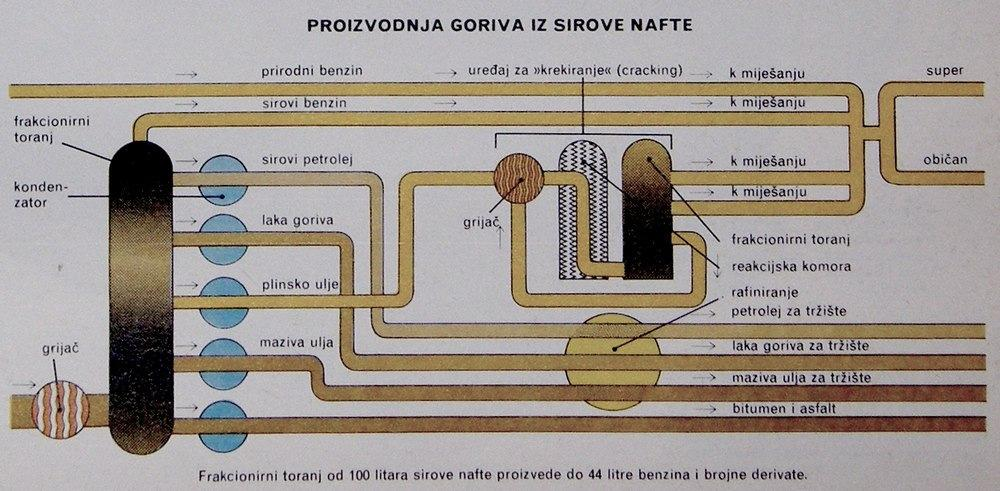 PROIZVODNJA GORIVA IZ SIROVE NAFTE
prirodni benzin
uređaj za »krekiranje« (cracking)
k miješanju
super
sirovi benzin
k miješanju
frakcionirni
toranj
sirovi petrolej
k miješanju
običan
konden-
zator
k miješanju
laka goriva
grijač
frakcionirni toranj
reakcijska komora
plinsko ulje
rafiniranje
petrolej za tržište
grijač
maziva ulja
laka goriva za tržište
maziva ulja za tržište
bitumen i asfalt
Frakcionirni toranj od 100 litara sirove nafte proizvede do 44 litre benzina i brojne derivate.